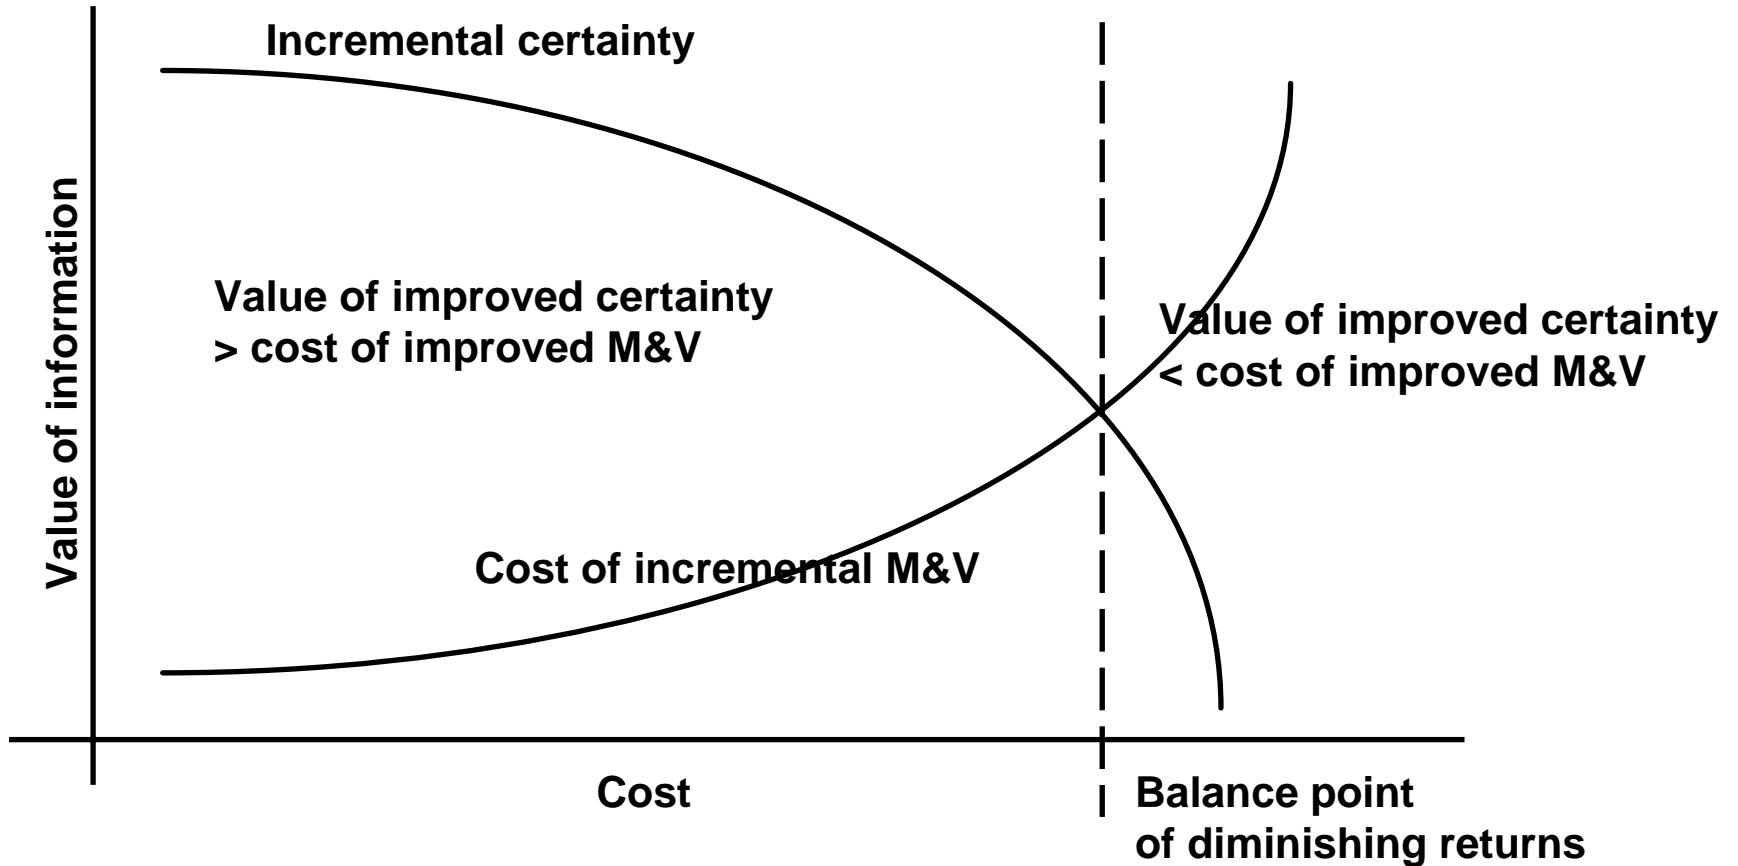 Incremental certainty
Value of information
Value of improved certainty
> cost of improved M&V
Value of improved certainty
< cost of improved M&V
Cost of incremental M&V
Cost
Balance point
of diminishing returns